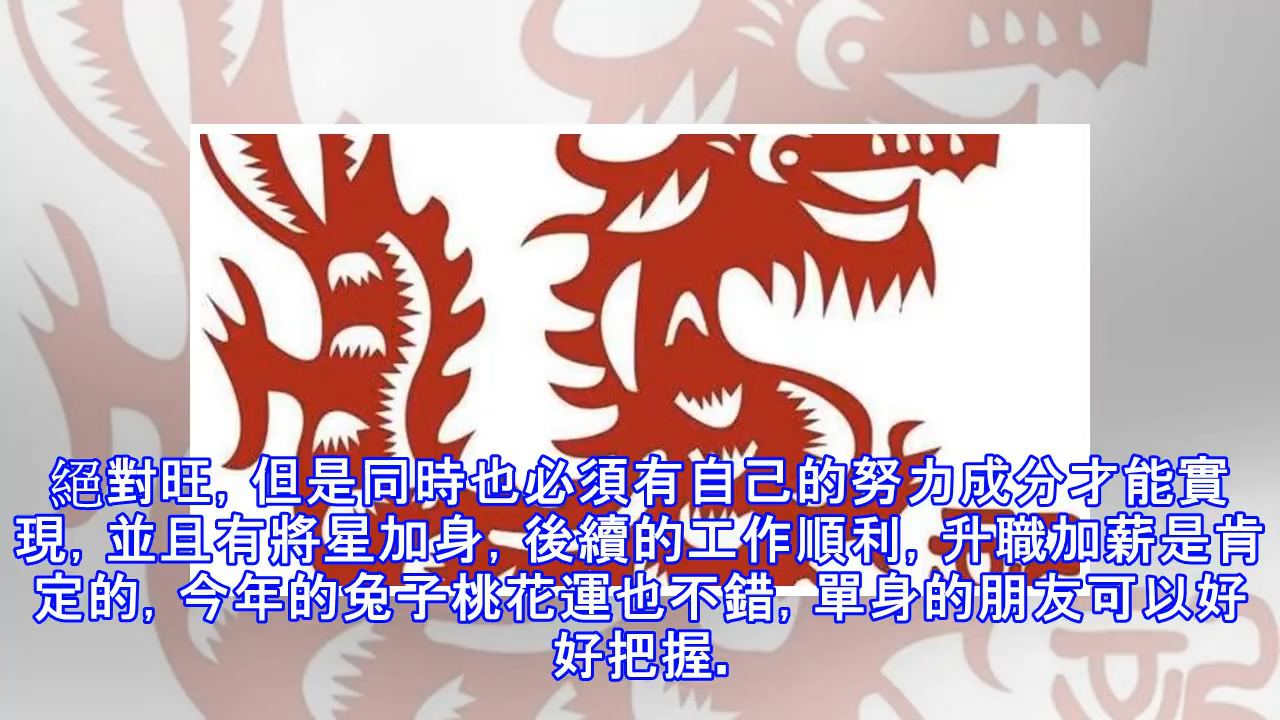 絕對旺, 但是同時也必須有自己的努力成分才能實
現, 並且有將星加身, 後續的工作順利, 升職加薪是肯
定的, 今年的兔子桃花運也不錯, 單身的朋友可以好
好把握.